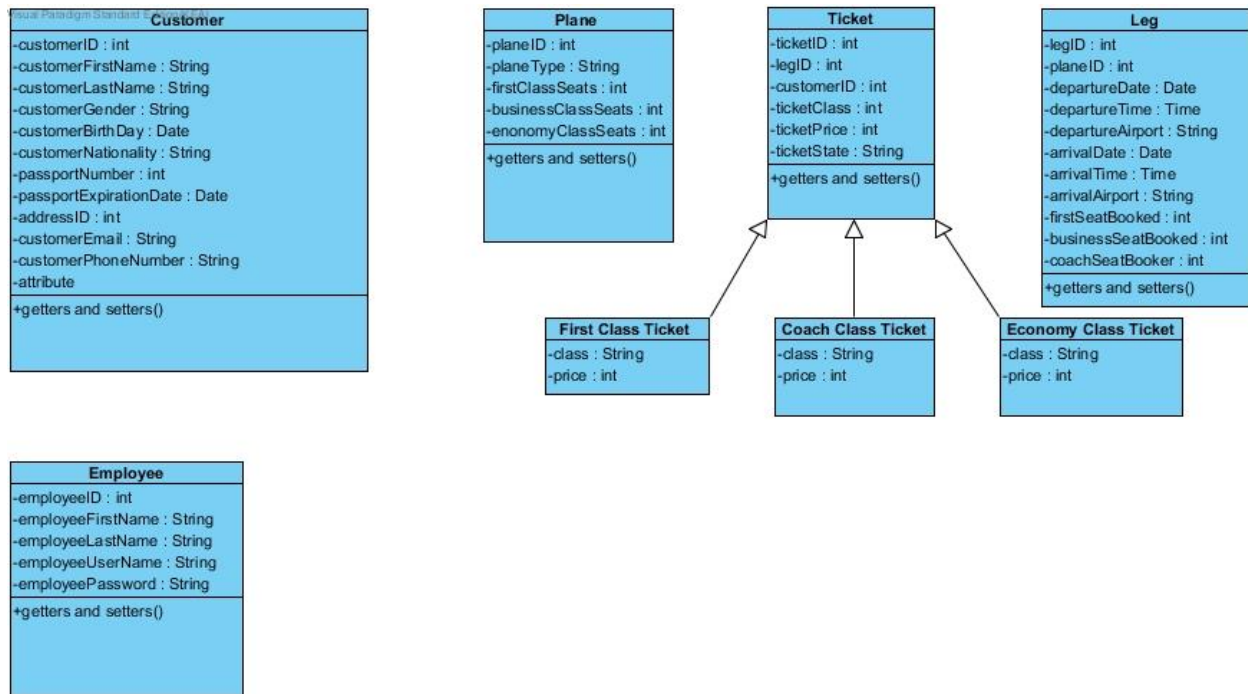 Visual Paradigm Standard
Customer
-customerID : int
-customerFirstName : String
-customerLastName : String
-customerGender : String
-customerBirthDay : Date
-customerNationality : String
-passportNumber : int
-passportExpirationDate : Date
-addressID : int
-customerEmail : String
-customerPhoneNumber : String
-attribute
+getters and setters()
Plane
-planeID : int
-planeType : String
-firstClassSeats : int
-businessClassSeats : int
-enonomyClassSeats : int
+getters and setters()
Ticket
-ticketID : int
-legID : int
-customerID : int
-ticketClass : int
-ticketPrice : int
-ticketState : String
+getters and setters()
Leg
-legID : int
-planeID : int
-departureDate : Date
-departureTime : Time
-departureAirport : String
-arrivalDate : Date
-arrivalTime : Time
-arrivalAirport : String
-firstSeatBooked : int
-businessSeatBooked : int
-coachSeatBooker : int
+getters and setters()
First Class Ticket
-class : String
-price : int
Coach Class Ticket
-class : String
-price : int
Economy Class Ticket
-class : String
-price : int
Employee
-employeeID : int
-employeeFirstName : String
-employeeLastName : String
-employeeUserName : String
-employeePassword : String
+getters and setters()